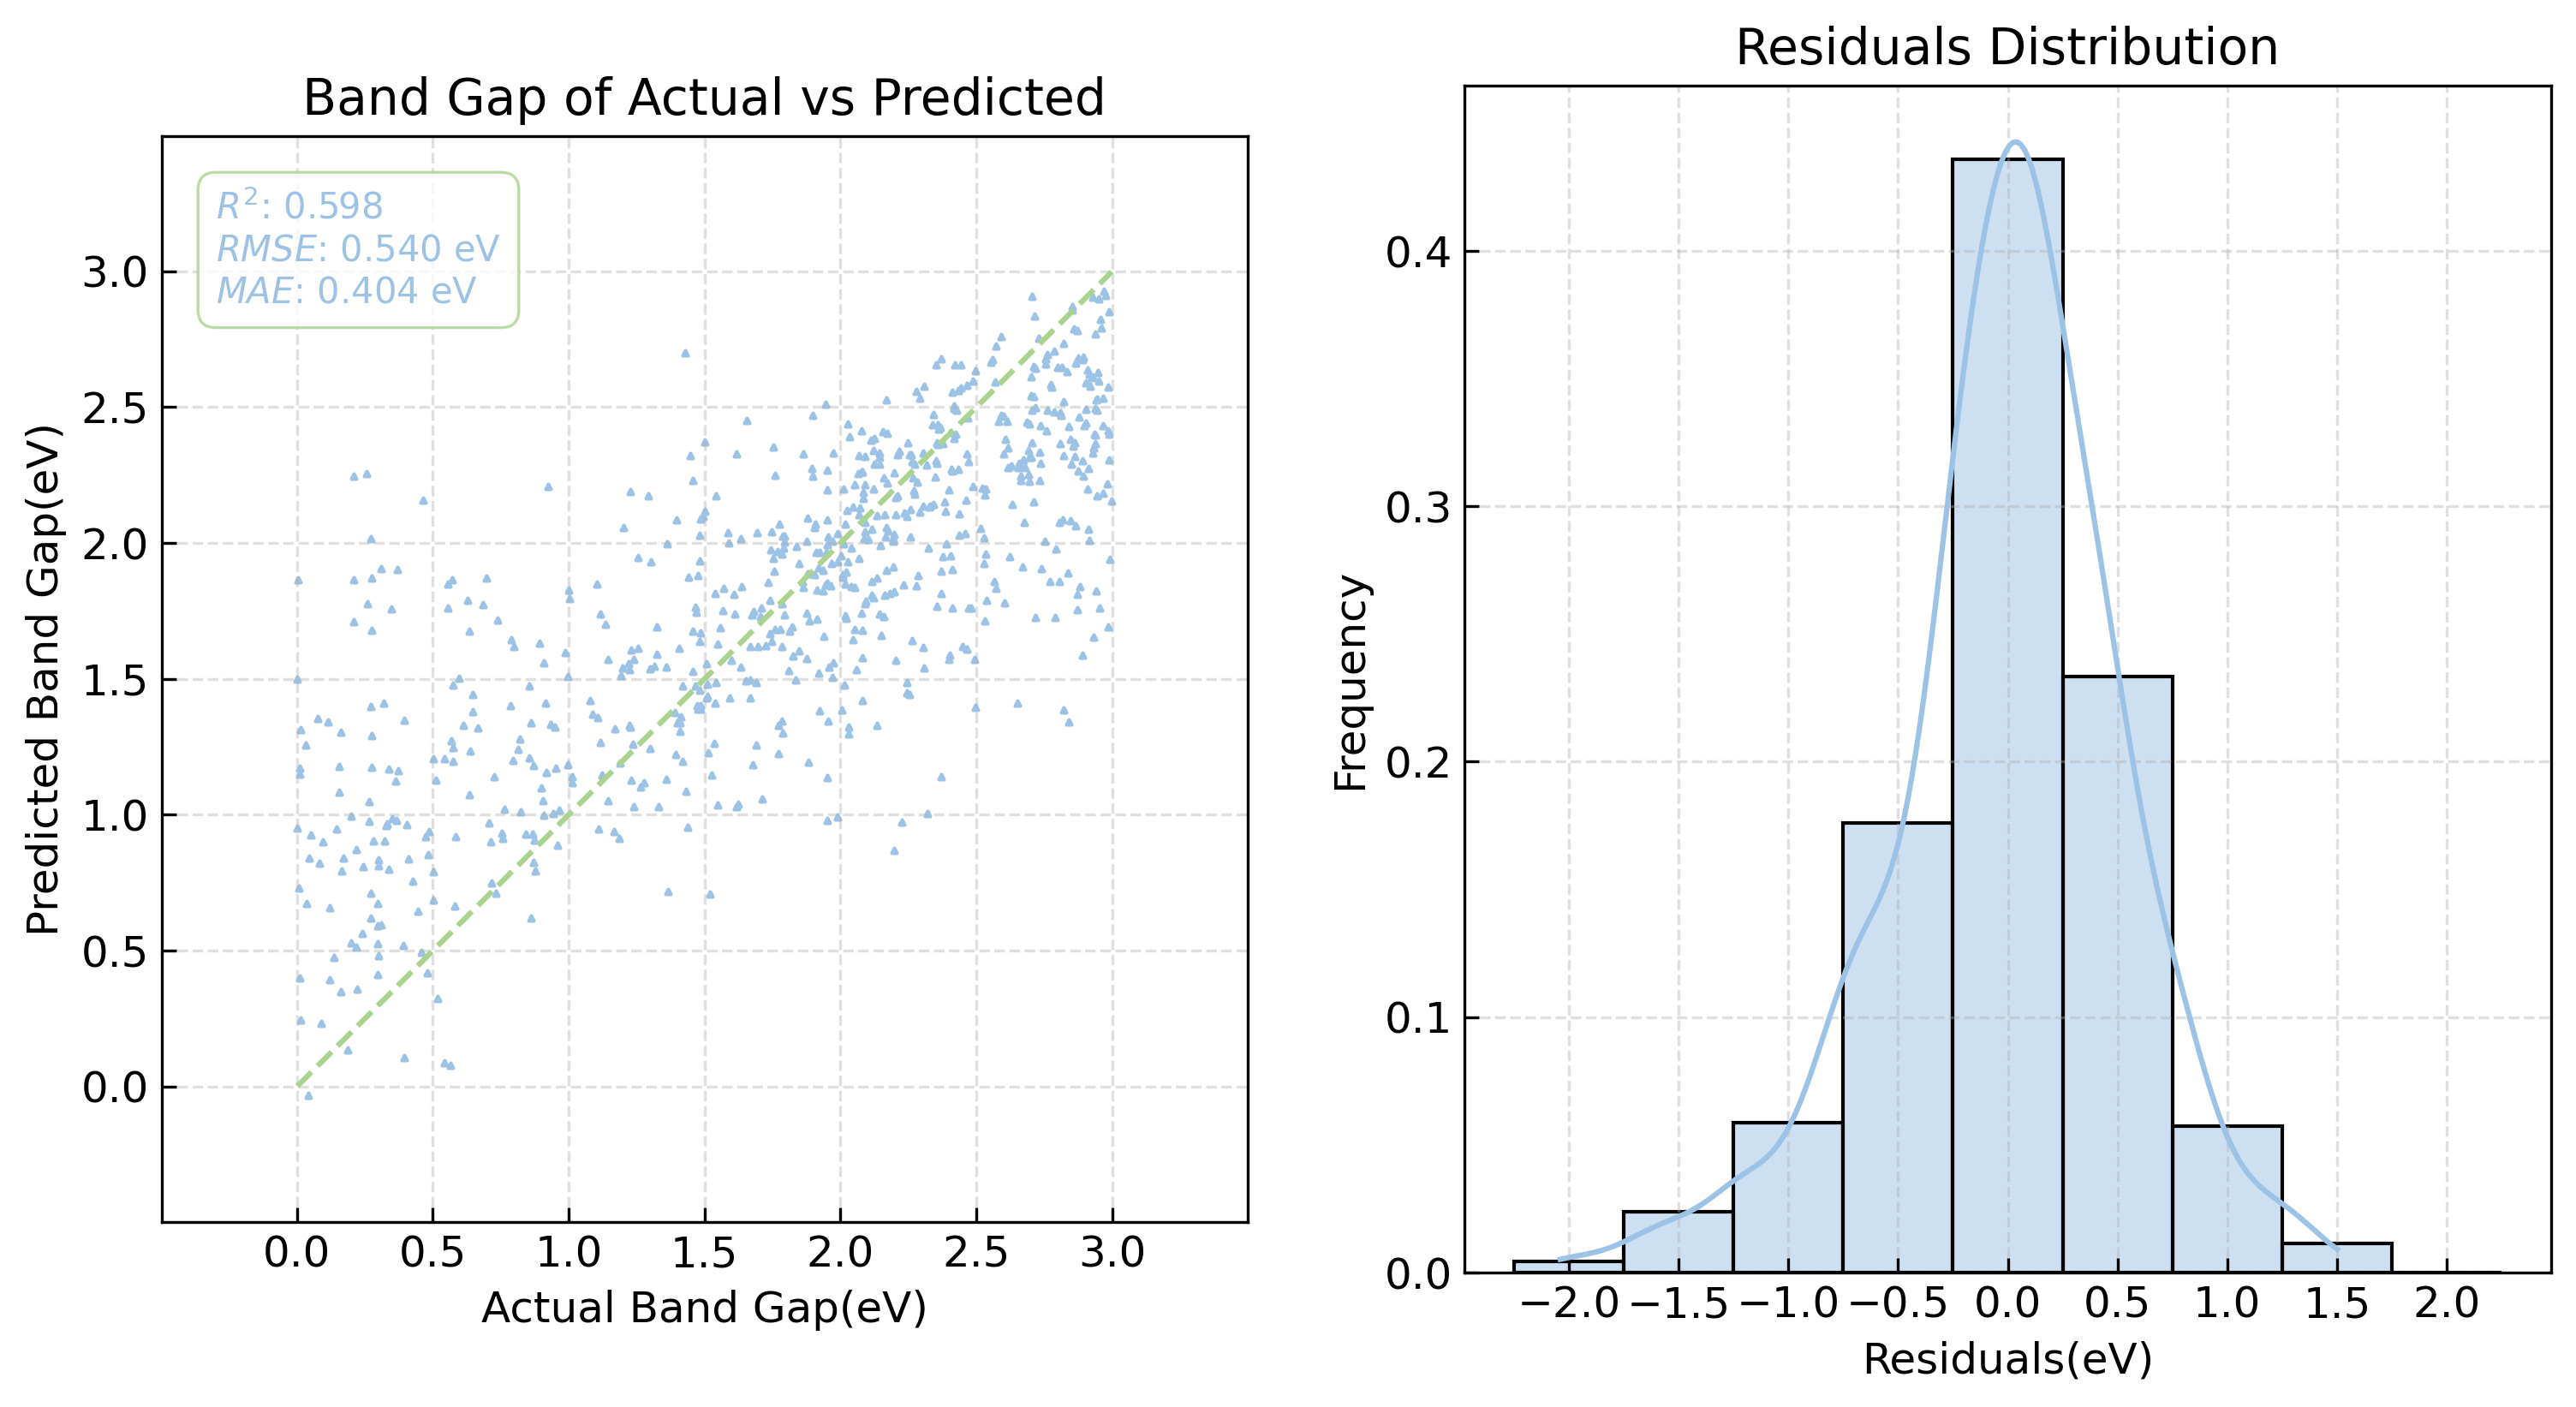 Band Gap of Actual vs Predicted
R²: 0.598
RMSE: 0.540 eV
MAE: 0.404 eV
3.0
2.5
2.0
1.5
1.0
0.5
0.0
Predicted Band Gap(eV)
0.0 0.5 1.0 1.5 2.0 2.5 3.0
Actual Band Gap(eV)
Residuals Distribution
0.4
0.3
0.2
0.1
0.0
Frequency
−2.0 −1.5 −1.0 −0.5 0.0 0.5 1.0 1.5 2.0
Residuals(eV)